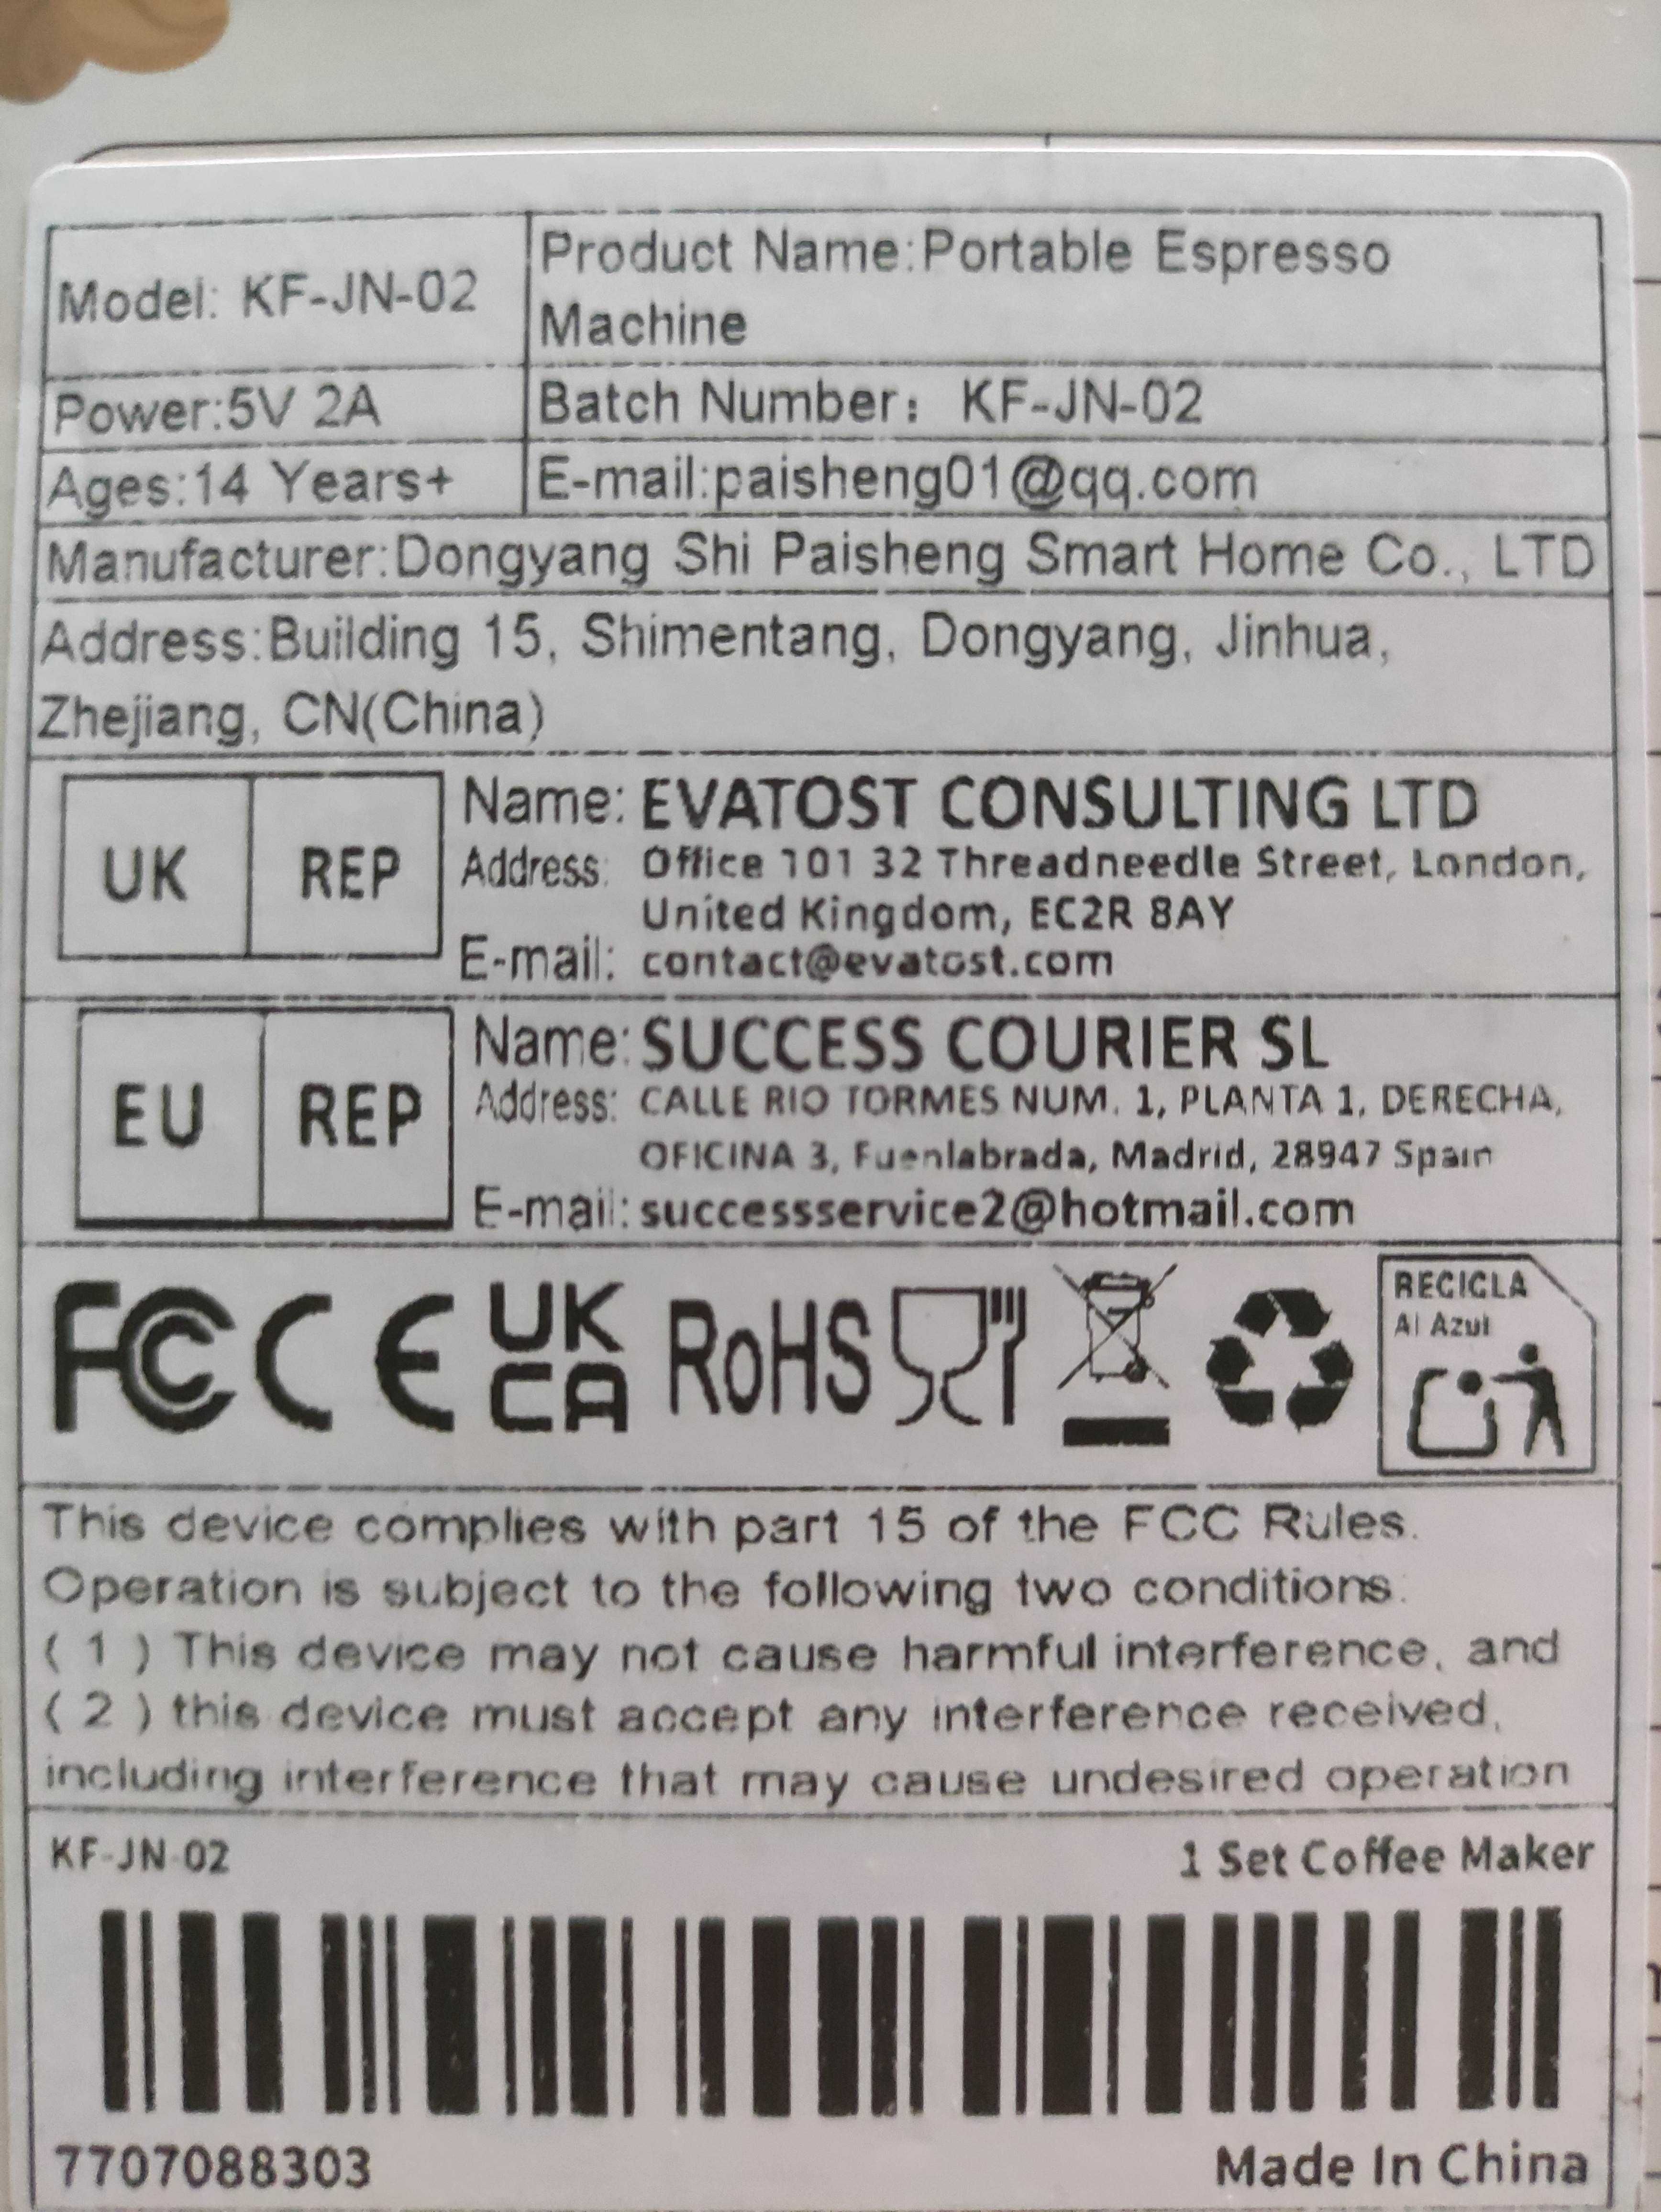 Model: KF-JN-02
Product Name:Portable Espresso
Machine
Power:5V 2A
Batch Number: KF-JN-02
Ages:14 Years+
E-mail:paisheng01@qq.com
Manufacturer:Dongyang Shi Paisheng Smart Home Co., LTD
Address:Building 15, Shimentang, Dongyang, Jinhua,
Zhejiang, CN(China)
UK REP
Name: EVATOST CONSULTING LTD
Address: Office 101 32 Threadneedle Street, London,
United Kingdom, EC2R 8AY
E-mail: contact@evatost.com
EU REP
Name: SUCCESS COURIER SL
Address: CALLE RIO TORMES NUM. 1, PLANTA 1, DERECHA,
OFICINA 3, Fuenlabrada, Madrid, 28947 Spain
E-mail: successservice2@hotmail.com
FCC CE UK CA RoHS
RECICLA
Al Azul
This device complies with part 15 of the FCC Rules.
Operation is subject to the following two conditions.
( 1 ) This device may not cause harmful interference, and
( 2 ) this device must accept any interference received,
including interference that may cause undesired operation
KF-JN-02
1 Set Coffee Maker
7707088303
Made In China